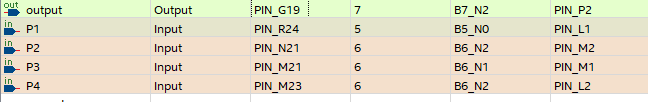 out output Output PIN_G19 7 B7_N2 PIN_P2
in P1 Input PIN_R24 5 B5_N0 PIN_L1
in P2 Input PIN_N21 6 B6_N2 PIN_M2
in P3 Input PIN_M21 6 B6_N1 PIN_M1
in P4 Input PIN_M23 6 B6_N2 PIN_L2